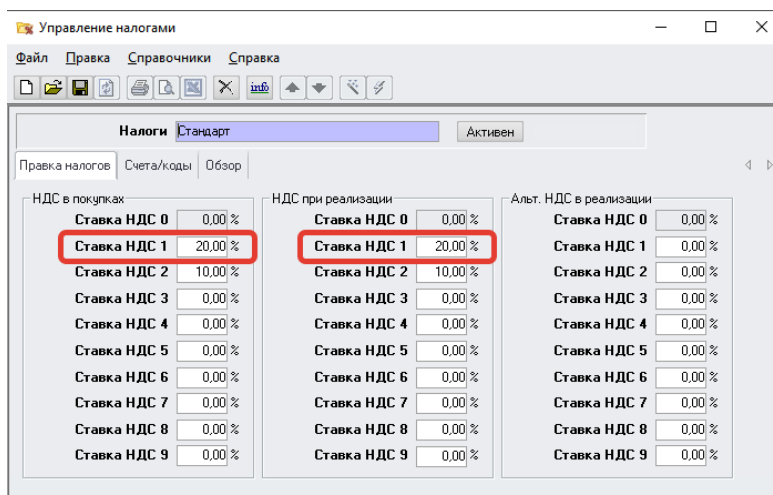 Управление налогами
Файл Правка Справочники Справка
info
Налоги Стандарт Активен
Правка налогов Счета/коды Обзор
НДС в покупках НДС при реализации Альт. НДС в реализации
Ставка НДС 0 0,00 % Ставка НДС 0 0,00 % Ставка НДС 0 0,00 %
Ставка НДС 1 20,00 % Ставка НДС 1 20,00 % Ставка НДС 1 0,00 %
Ставка НДС 2 10,00 % Ставка НДС 2 10,00 % Ставка НДС 2 0,00 %
Ставка НДС 3 0,00 % Ставка НДС 3 0,00 % Ставка НДС 3 0,00 %
Ставка НДС 4 0,00 % Ставка НДС 4 0,00 % Ставка НДС 4 0,00 %
Ставка НДС 5 0,00 % Ставка НДС 5 0,00 % Ставка НДС 5 0,00 %
Ставка НДС 6 0,00 % Ставка НДС 6 0,00 % Ставка НДС 6 0,00 %
Ставка НДС 7 0,00 % Ставка НДС 7 0,00 % Ставка НДС 7 0,00 %
Ставка НДС 8 0,00 % Ставка НДС 8 0,00 % Ставка НДС 8 0,00 %
Ставка НДС 9 0,00 % Ставка НДС 9 0,00 % Ставка НДС 9 0,00 %